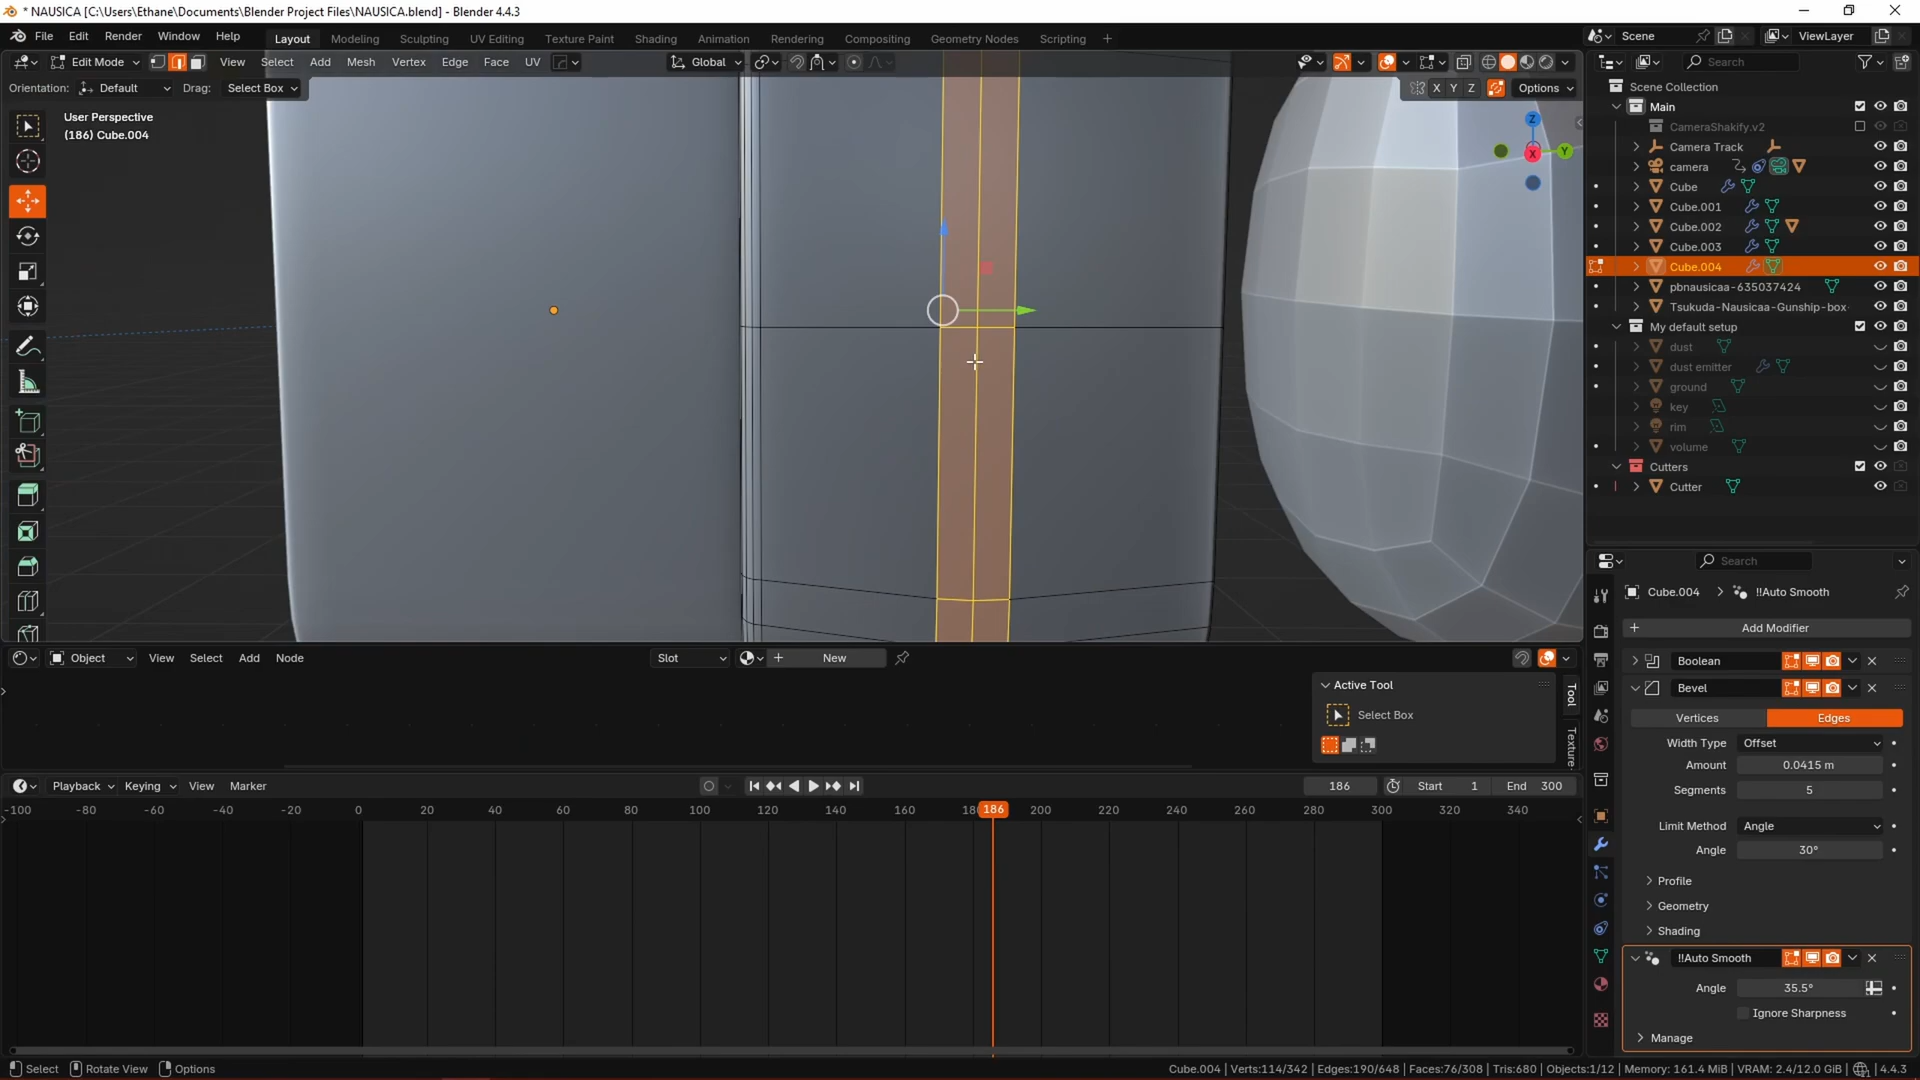 * NAUSICA [C:\Users\Ethane\Documents\Blender Project Files\NAUSICA.blend] - Blender 4.4.3
File Edit Render Window Help Layout Modeling Sculpting UV Editing Texture Paint Shading Animation Rendering Compositing Geometry Nodes Scripting + Scene ViewLayer
Edit Mode View Select Add Mesh Vertex Edge Face UV Global Search
Orientation: Default Drag: Select Box X Y Z Options
Scene Collection
User Perspective
(186) Cube.004
Z
Y
X
Main
CameraShakify.v2
Camera Track
camera
Cube
Cube.001
Cube.002
Cube.003
Cube.004
pbnausicaa-635037424
Tsukuda-Nausicaa-Gunship-box-
My default setup
dust
dust emitter
ground
key
rim
volume
Cutters
Cutter
Search
Cube.004 > !!Auto Smooth
Add Modifier
Boolean
Bevel
Vertices Edges
Width Type Offset
Amount 0.0415 m
Segments 5
Limit Method Angle
Angle 30°
Profile
Geometry
Shading
!!Auto Smooth
Angle 35.5°
Ignore Sharpness
Manage
Object View Select Add Node Slot New
Active Tool
Select Box
Tool
Texture
Playback Keying View Marker 186 Start 1 End 300
-100 -80 -60 -40 -20 0 20 40 60 80 100 120 140 160 18 186 200 220 240 260 280 300 320 340
Select Rotate View Options Cube.004 | Verts:114/342 | Edges:190/648 | Faces:76/308 | Tris:680 | Objects:1/12 | Memory: 161.4 MiB | VRAM: 2.4/12.0 GiB | 4.4.3